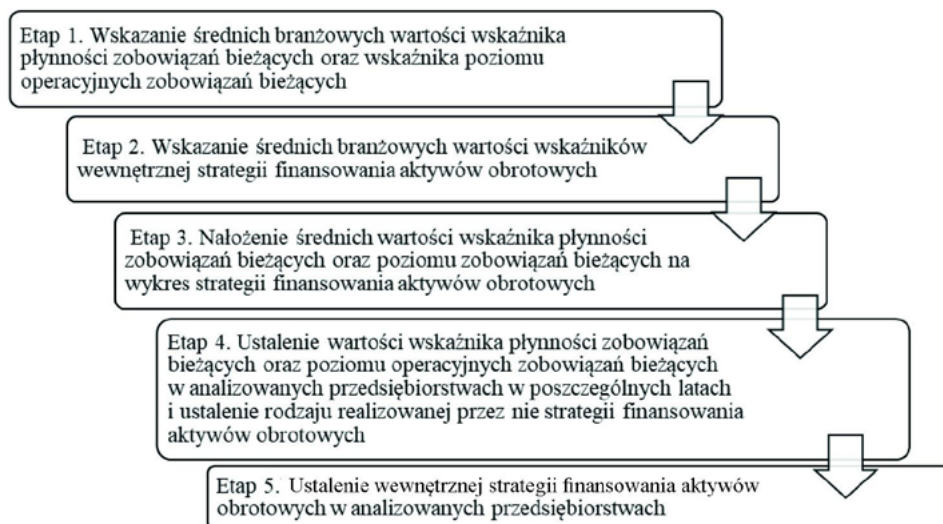 Etap 1. Wskazanie średnich branżowych wartości wskaźnika
płynności zobowiązań bieżących oraz wskaźnika poziomu
operacyjnych zobowiązań bieżących
Etap 2. Wskazanie średnich branżowych wartości wskaźników
wewnętrznej strategii finansowania aktywów obrotowych
Etap 3. Nałożenie średnich wartości wskaźnika płynności
zobowiązań bieżących oraz poziomu zobowiązań bieżących na
wykres strategii finansowania aktywów obrotowych
Etap 4. Ustalenie wartości wskaźnika płynności zobowiązań
bieżących oraz poziomu operacyjnych zobowiązań bieżących
w analizowanych przedsiębiorstwach w poszczególnych latach
i ustalenie rodzaju realizowanej przez nie strategii finansowania
aktywów obrotowych
Etap 5. Ustalenie wewnętrznej strategii finansowania aktywów
obrotowych w analizowanych przedsiębiorstwach